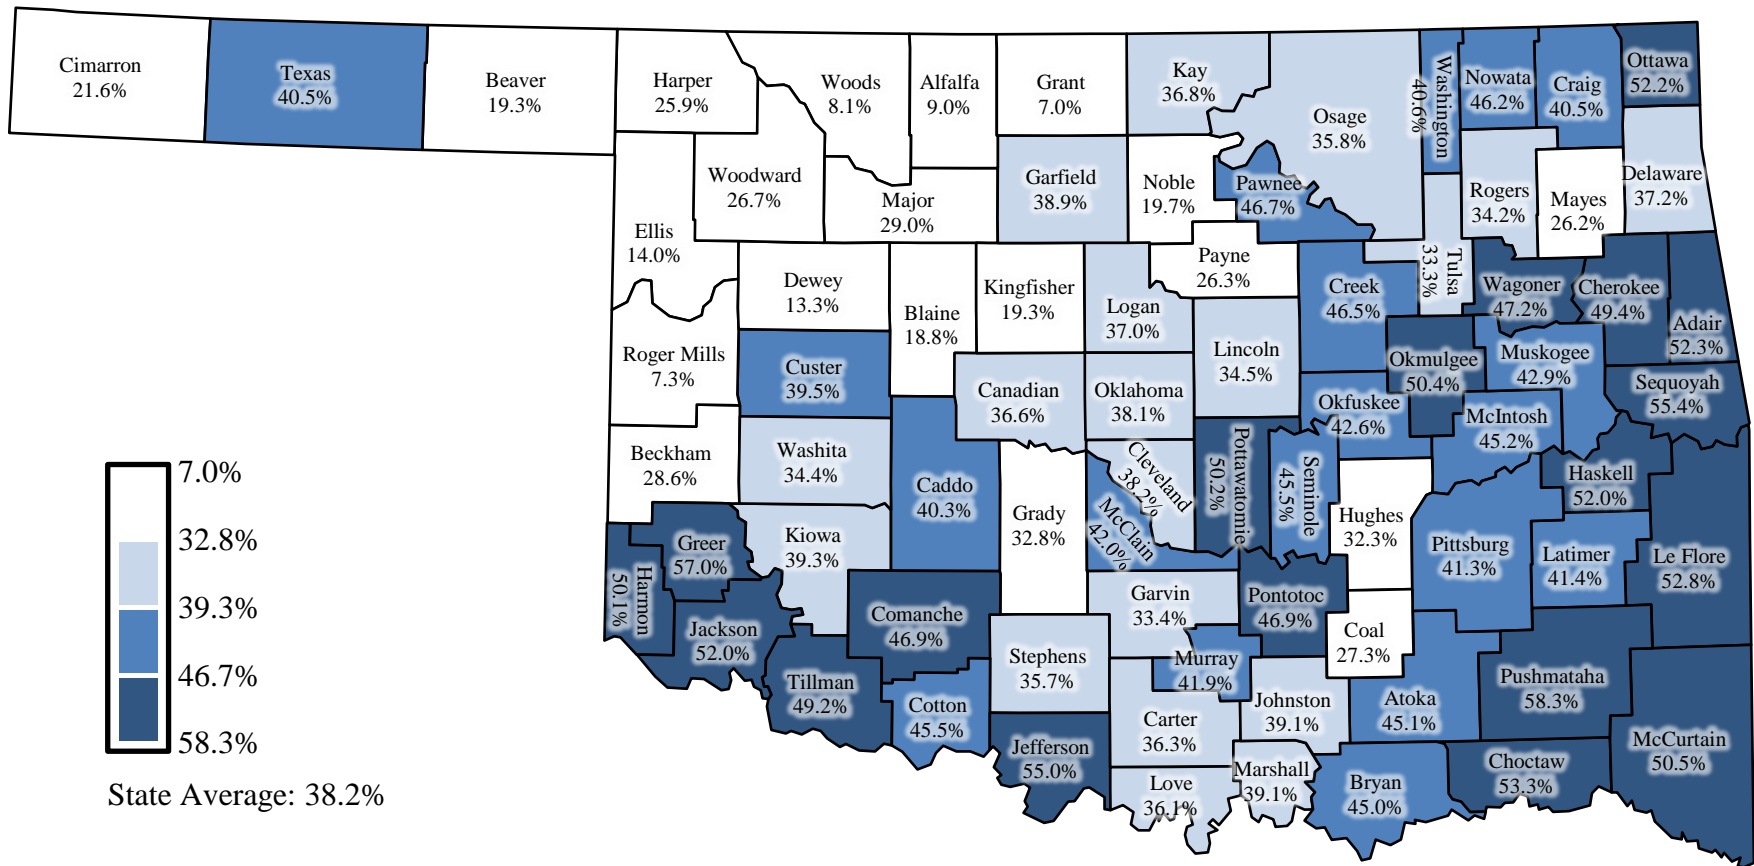 Cimarron
21.6%
Texas
40.5%
Beaver
19.3%
Harper
25.9%
Woods
8.1%
Alfalfa
9.0%
Grant
7.0%
Kay
36.8%
Osage
35.8%
Washington
40.6%
Nowata
46.2%
Craig
40.5%
Ottawa
52.2%
Woodward
26.7%
Major
29.0%
Garfield
38.9%
Noble
19.7%
Pawnee
46.7%
Rogers
34.2%
Mayes
26.2%
Delaware
37.2%
Ellis
14.0%
Dewey
13.3%
Blaine
18.8%
Kingfisher
19.3%
Logan
37.0%
Payne
26.3%
Creek
46.5%
Tulsa
33.3%
Wagoner
47.2%
Cherokee
49.4%
Adair
52.3%
Roger Mills
7.3%
Custer
39.5%
Canadian
36.6%
Oklahoma
38.1%
Lincoln
34.5%
Okmulgee
50.4%
Muskogee
42.9%
Sequoyah
55.4%
Okfuskee
42.6%
McIntosh
45.2%
Beckham
28.6%
Washita
34.4%
Caddo
40.3%
Grady
32.8%
Cleveland
38.2%
McClain
42.0%
Pottawatomie
50.2%
Seminole
45.5%
Hughes
32.3%
Haskell
52.0%
Pittsburg
41.3%
Latimer
41.4%
Le Flore
52.8%
Harmon
50.1%
Greer
57.0%
Kiowa
39.3%
Jackson
52.0%
Comanche
46.9%
Tillman
49.2%
Cotton
45.5%
Stephens
35.7%
Garvin
33.4%
Pontotoc
46.9%
Coal
27.3%
Murray
41.9%
Johnston
39.1%
Atoka
45.1%
Pushmataha
58.3%
McCurtain
50.5%
Jefferson
55.0%
Carter
36.3%
Love
36.1%
Marshall
39.1%
Bryan
45.0%
Choctaw
53.3%
7.0%
32.8%
39.3%
46.7%
58.3%
State Average: 38.2%